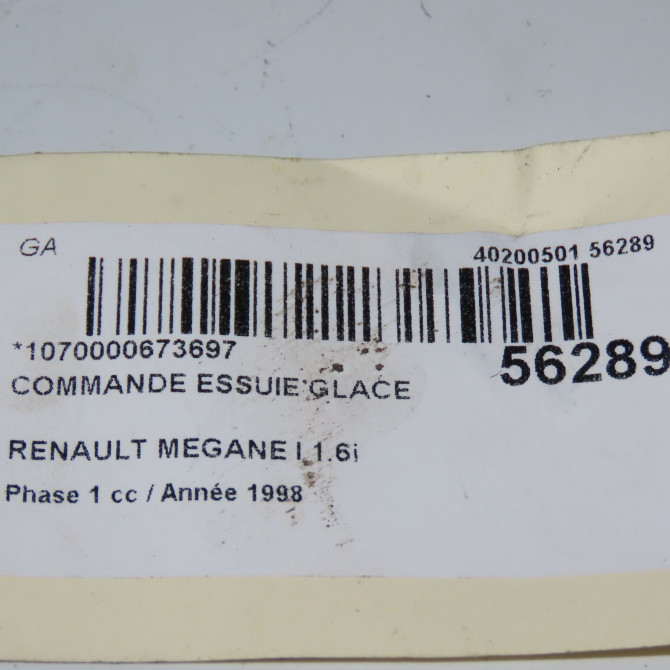 GA
40200501 56289
*1070000673697
56289
COMMANDE ESSUIE GLACE
RENAULT MEGANE I 1.6i
Phase 1 cc / Année 1998